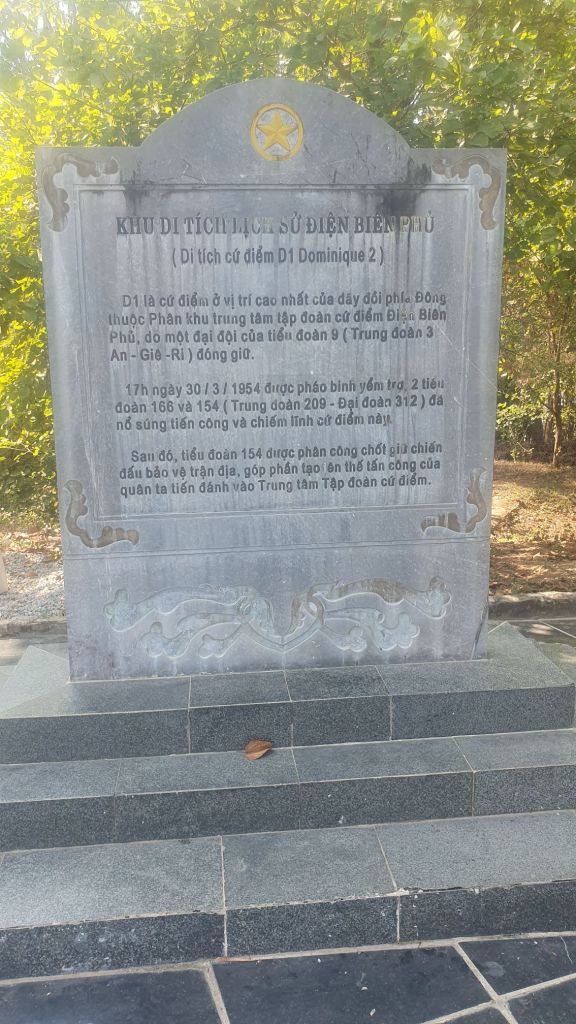 KHU DI TÍCH LỊCH SỬ ĐIỆN BIÊN PHỦ
( Di tích cứ điểm D1 Dominique 2 )
D1 là cứ điểm ở vị trí cao nhất của dãy đồi phía Đông
thuộc Phân khu trung tâm tập đoàn cứ điểm Điện Biên
Phủ, do một đại đội của tiểu đoàn 9 ( Trung đoàn 3
An - Giê -Ri ) đóng giữ.
17h ngày 30 / 3 / 1954 được pháo binh yểm trợ, 2 tiểu
đoàn 166 và 154 ( Trung đoàn 209 - Đại đoàn 312 ) đã
nổ súng tiến công và chiếm lĩnh cứ điểm này.
Sau đó, tiểu đoàn 154 được phân công chốt giữ chiến
đấu bảo vệ trận địa, góp phần tạo lên thế tấn công của
quân ta tiến đánh vào Trung tâm Tập đoàn cứ điểm.